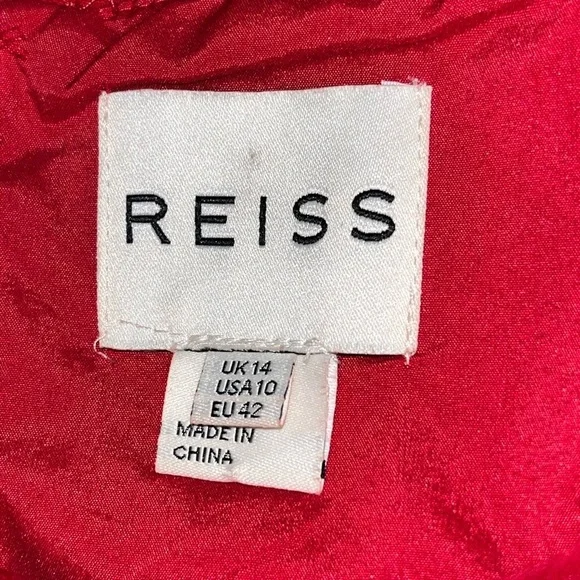 REISS
UK 14
USA 10
EU 42
MADE IN
CHINA